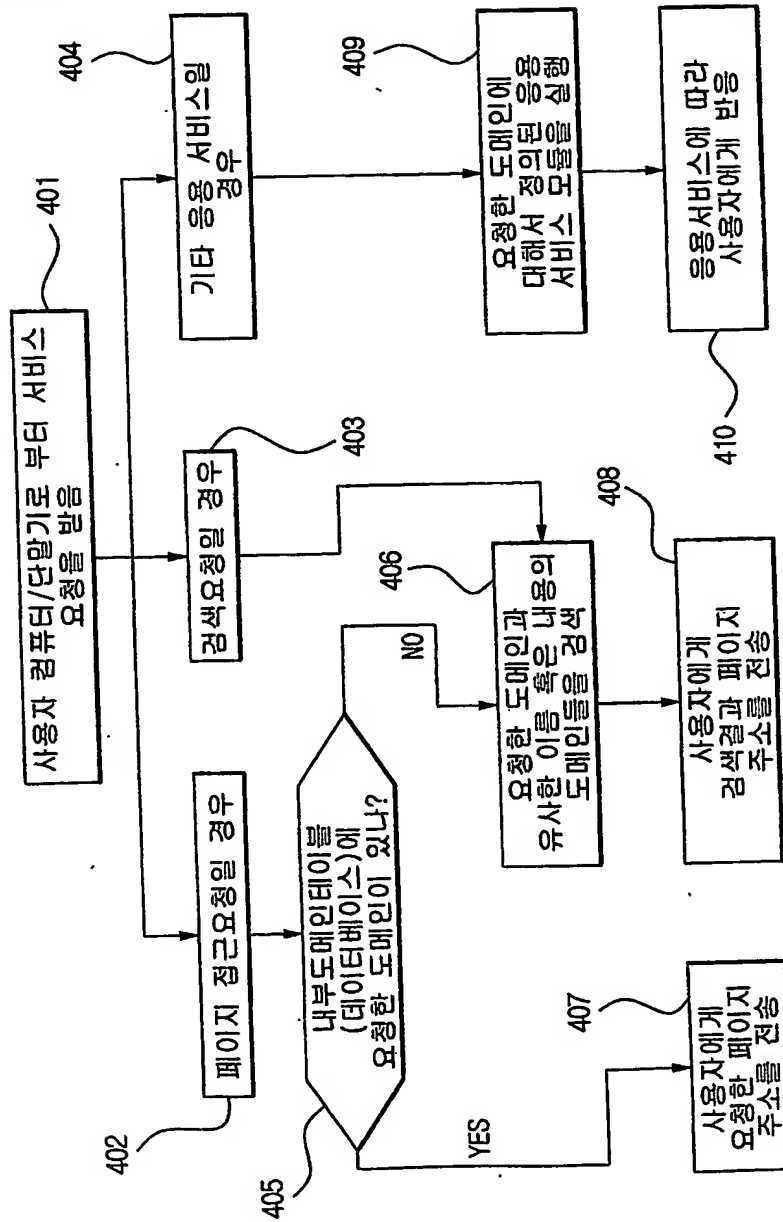 401
사용자 컴퓨터/단말기로 부터 서비스
요청을 받음
402
페이지 접근요청일 경우
403
검색요청일 경우
404
기타 응용 서비스일
경우
405
내부도메인테이블
(데이터베이스)에
요청한 도메인이 있나?
YES
NO
406
요청한 도메인과
유사한 이름 혹은 내용의
도메인들을 검색
409
요청한 도메인에
대해서 정의된 응용
서비스 모듈을 실행
407
사용자에게
요청한 페이지
주소를 전송
408
사용자에게
검색결과 페이지
주소를 전송
410
응용서비스에 따라
사용자에게 반응